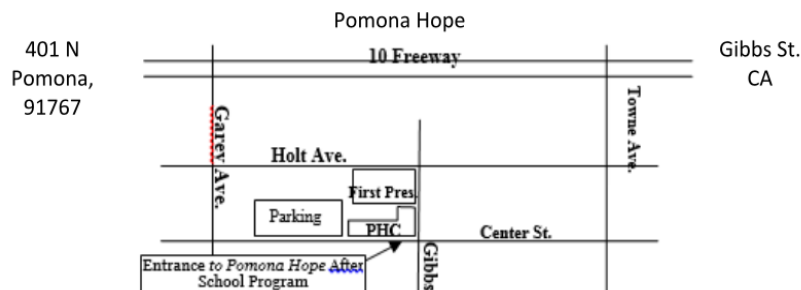 Pomona Hope
401 N
Pomona,
91767
Gibbs St.
CA
10 Freeway
Garey Ave.
Towne Ave.
Holt Ave.
First Pres.
Parking
PHC
Center St.
Gibbs
Entrance to Pomona Hope After
School Program